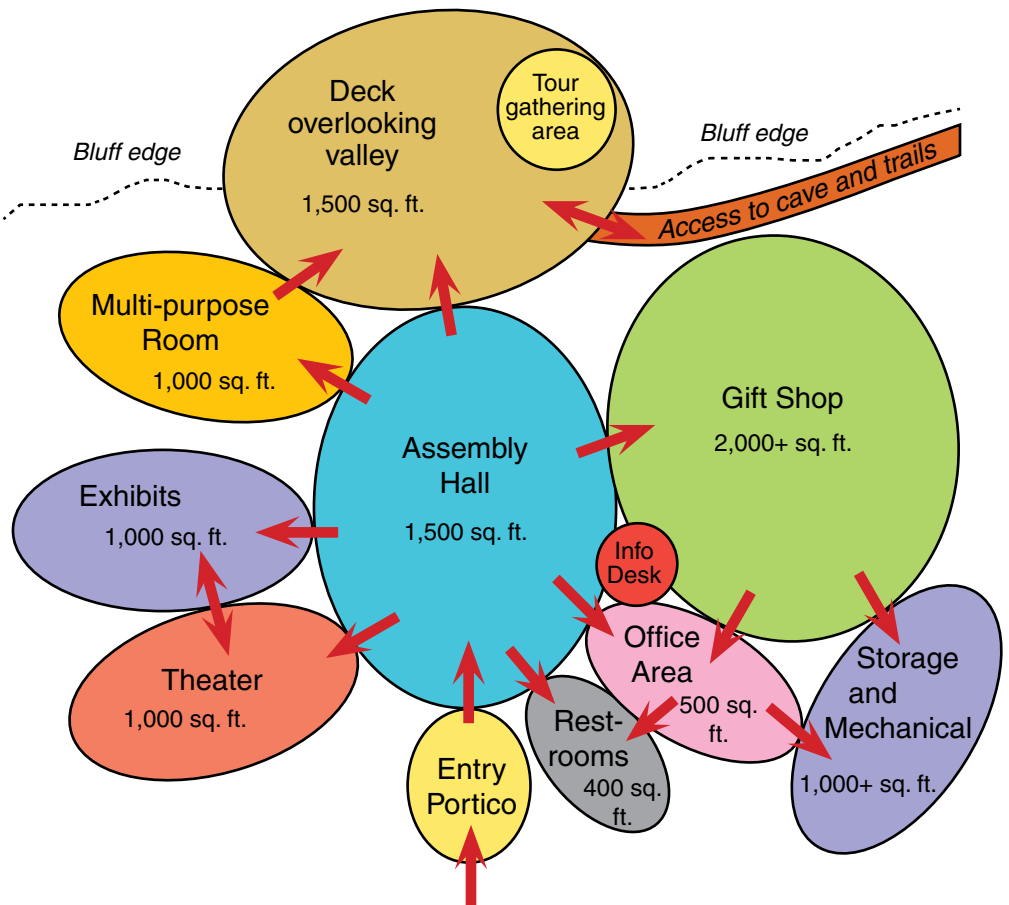 Deck
overlooking
valley
1,500 sq. ft.
Tour
gathering
area
Bluff edge
Bluff edge
Access to cave and trails
Multi-purpose
Room
1,000 sq. ft.
Gift Shop
2,000+ sq. ft.
Assembly
Hall
1,500 sq. ft.
Exhibits
1,000 sq. ft.
Info
Desk
Theater
1,000 sq. ft.
Office
Area
500 sq.
ft.
Storage
and
Mechanical
1,000+ sq. ft.
Rest-
rooms
400 sq.
ft.
Entry
Portico